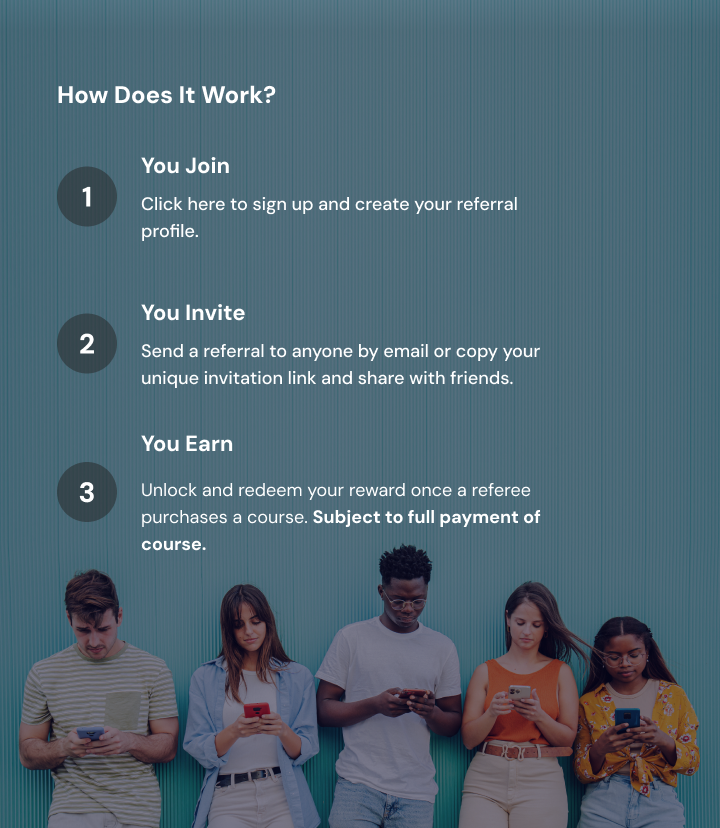 How Does It Work?
1
You Join
Click here to sign up and create your referral
profile.
2
You Invite
Send a referral to anyone by email or copy your
unique invitation link and share with friends.
3
You Earn
Unlock and redeem your reward once a referee
purchases a course. Subject to full payment of
course.